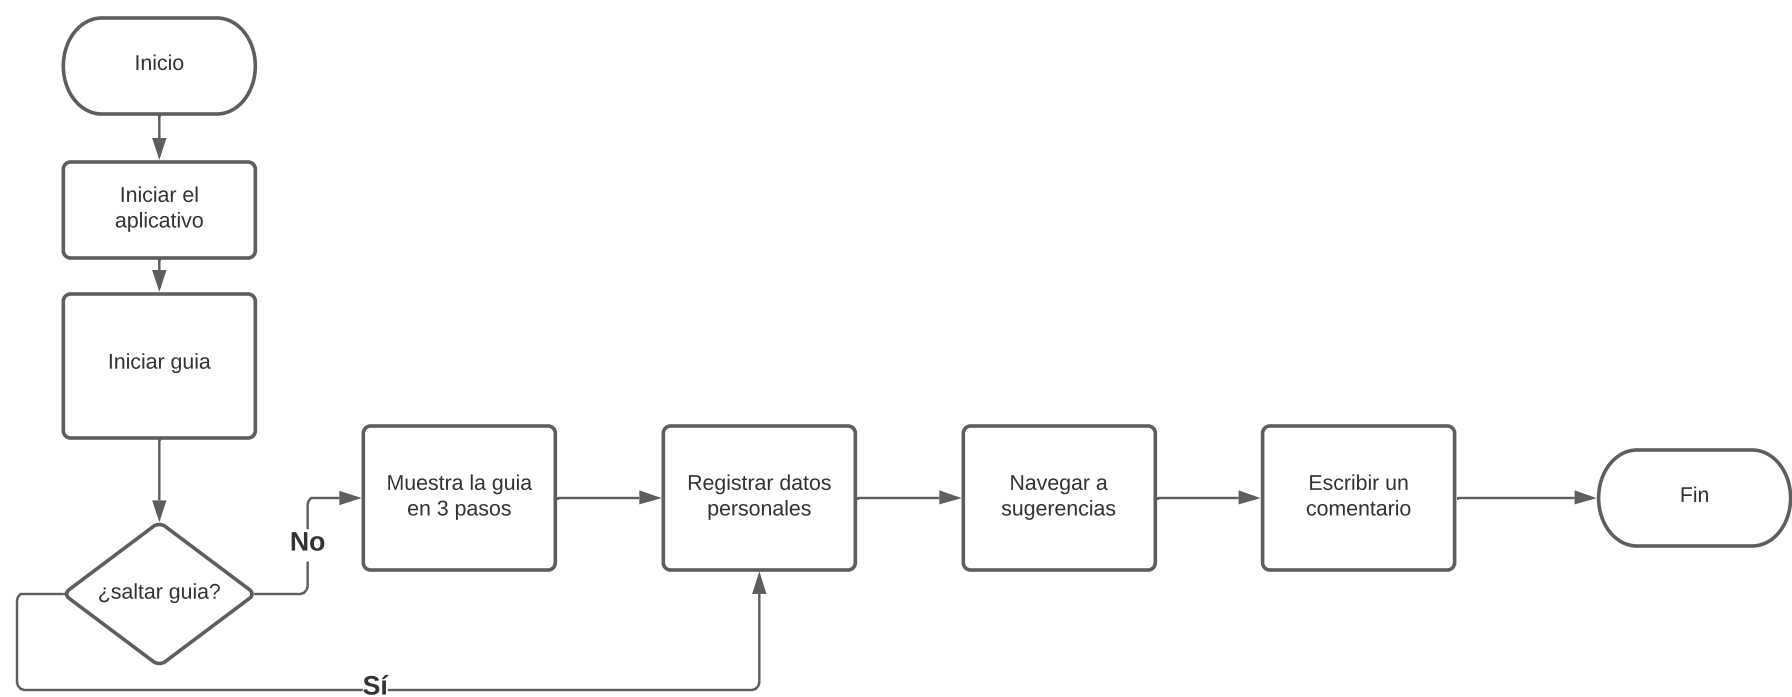 Inicio
Iniciar el
aplicativo
Iniciar guia
¿saltar guia?
No
Sí
Muestra la guia
en 3 pasos
Registrar datos
personales
Navegar a
sugerencias
Escribir un
comentario
Fin